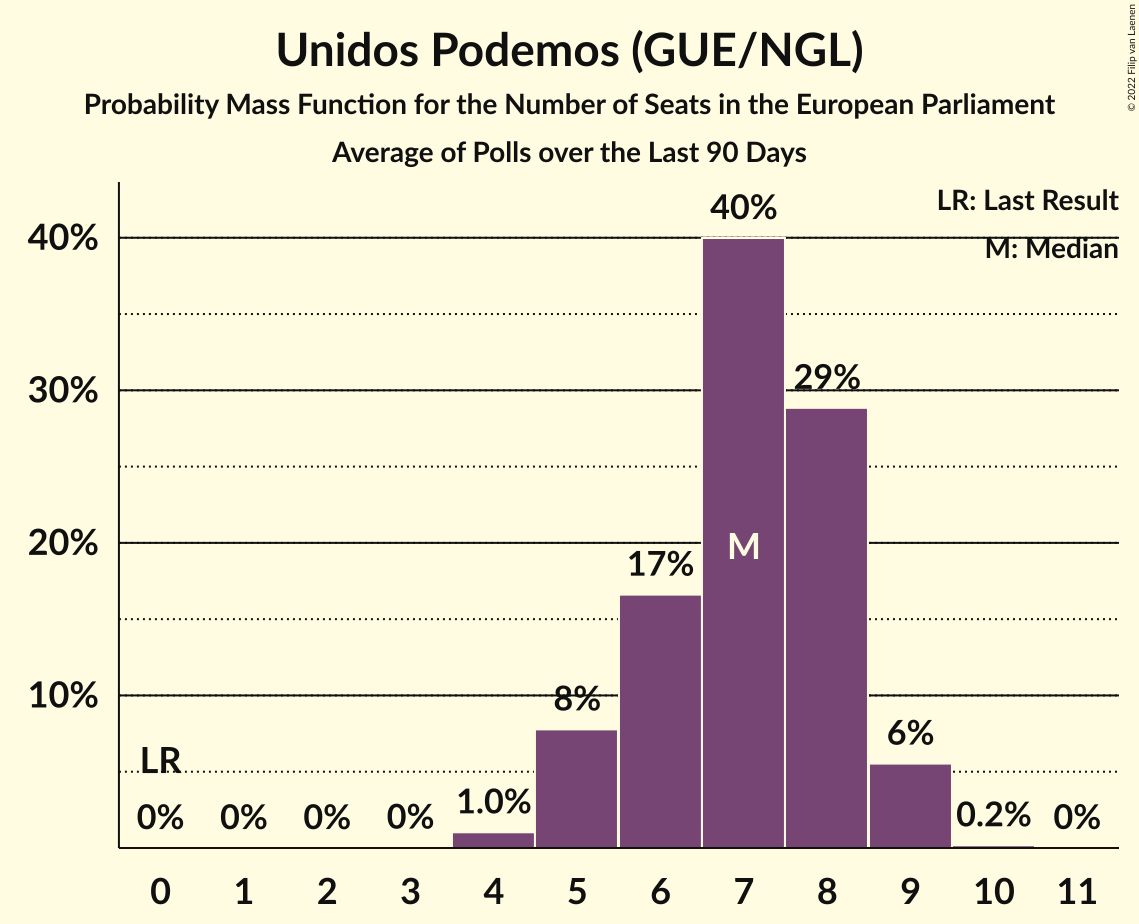 Unidos Podemos (GUE/NGL)
Probability Mass Function for the Number of Seats in the European Parliament
Average of Polls over the Last 90 Days
© 2022 Filip van Laenen
LR: Last Result
M: Median
40%
30%
20%
10%
LR
0%
0%
0%
0%
1.0%
8%
17%
40%
M
29%
6%
0.2%
0%
0 1 2 3 4 5 6 7 8 9 10 11